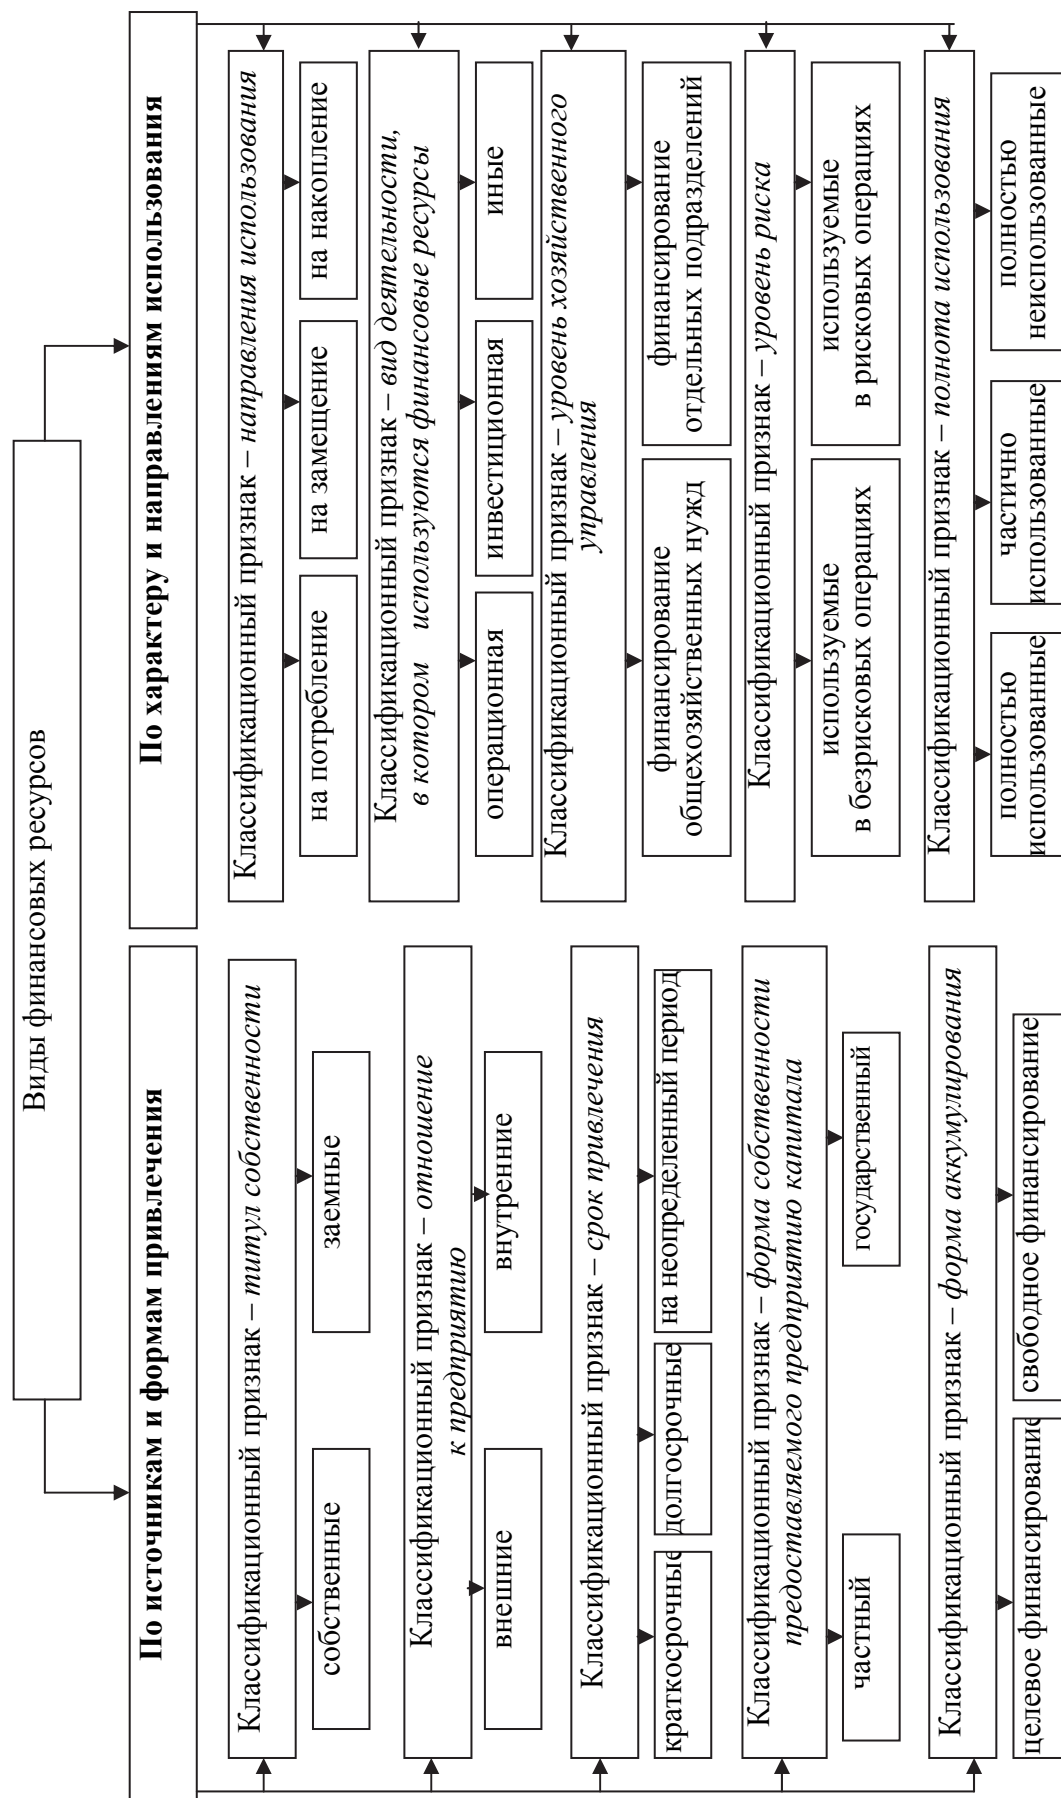 Виды финансовых ресурсов
По источникам и формам привлечения
Классификационный признак – титул собственности
собственные
заемные
Классификационный признак – отношение
к предприятию
внешние
внутренние
Классификационный признак – срок привлечения
краткосрочные
долгосрочные
на неопределенный период
Классификационный признак – форма собственности
предоставляемого предприятию капитала
частный
государственный
Классификационный признак – форма аккумулирования
целевое финансирование
свободное финансирование
По характеру и направлениям использования
Классификационный признак – направления использования
на потребление
на замещение
на накопление
Классификационный признак – вид деятельности,
в котором используются финансовые ресурсы
операционная
инвестиционная
иные
Классификационный признак – уровень хозяйственного
управления
финансирование
общехозяйственных нужд
финансирование
отдельных подразделений
Классификационный признак – уровень риска
используемые
в безрисковых операциях
используемые
в рисковых операциях
Классификационный признак – полнота использования
полностью
использованные
частично
использованные
полностью
неиспользованные